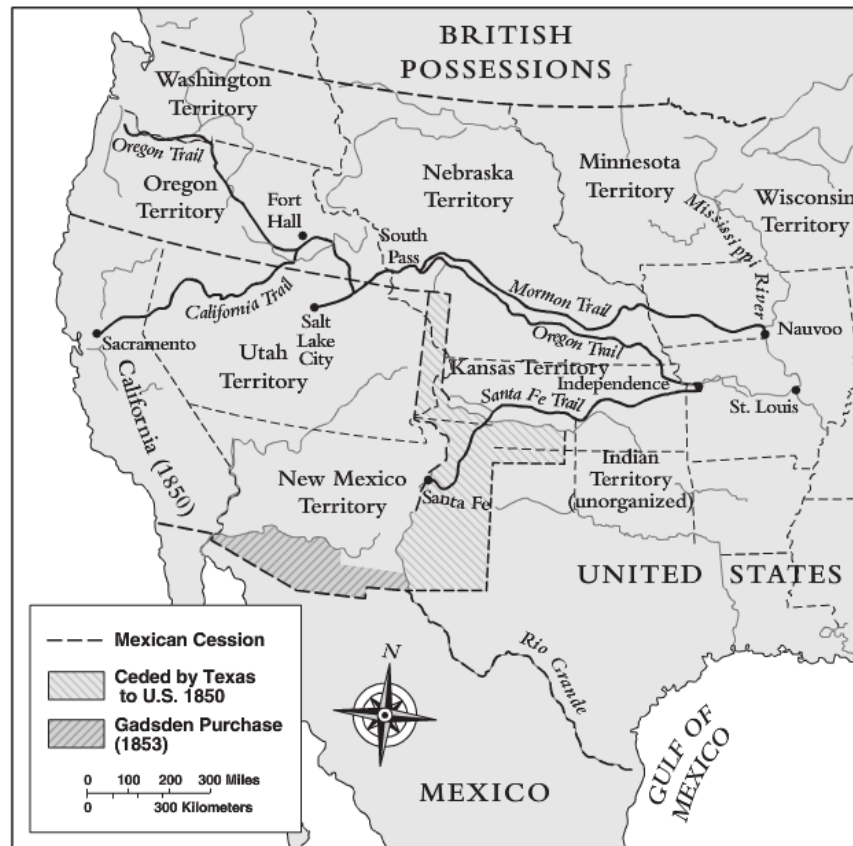 BRITISH
POSSESSIONS
Washington
Territory
Oregon Trail
Oregon
Territory
Fort
Hall
Nebraska
Territory
Minnesota
Territory
Wisconsin
Territory
Mississippi River
South
Pass
Mormon Trail
Nauvoo
California Trail
Salt
Lake
City
Sacramento
Utah
Territory
Oregon Trail
Kansas Territory
Independence
St. Louis
Santa Fe Trail
California (1850)
New Mexico
Territory
Santa Fe
Indian
Territory
(unorganized)
UNITED STATES
Mexican Cession
Ceded by Texas
to U.S. 1850
Gadsden Purchase
(1853)
0 100 200 300 Miles
0 300 Kilometers
N
Rio Grande
MEXICO
GULF OF
MEXICO